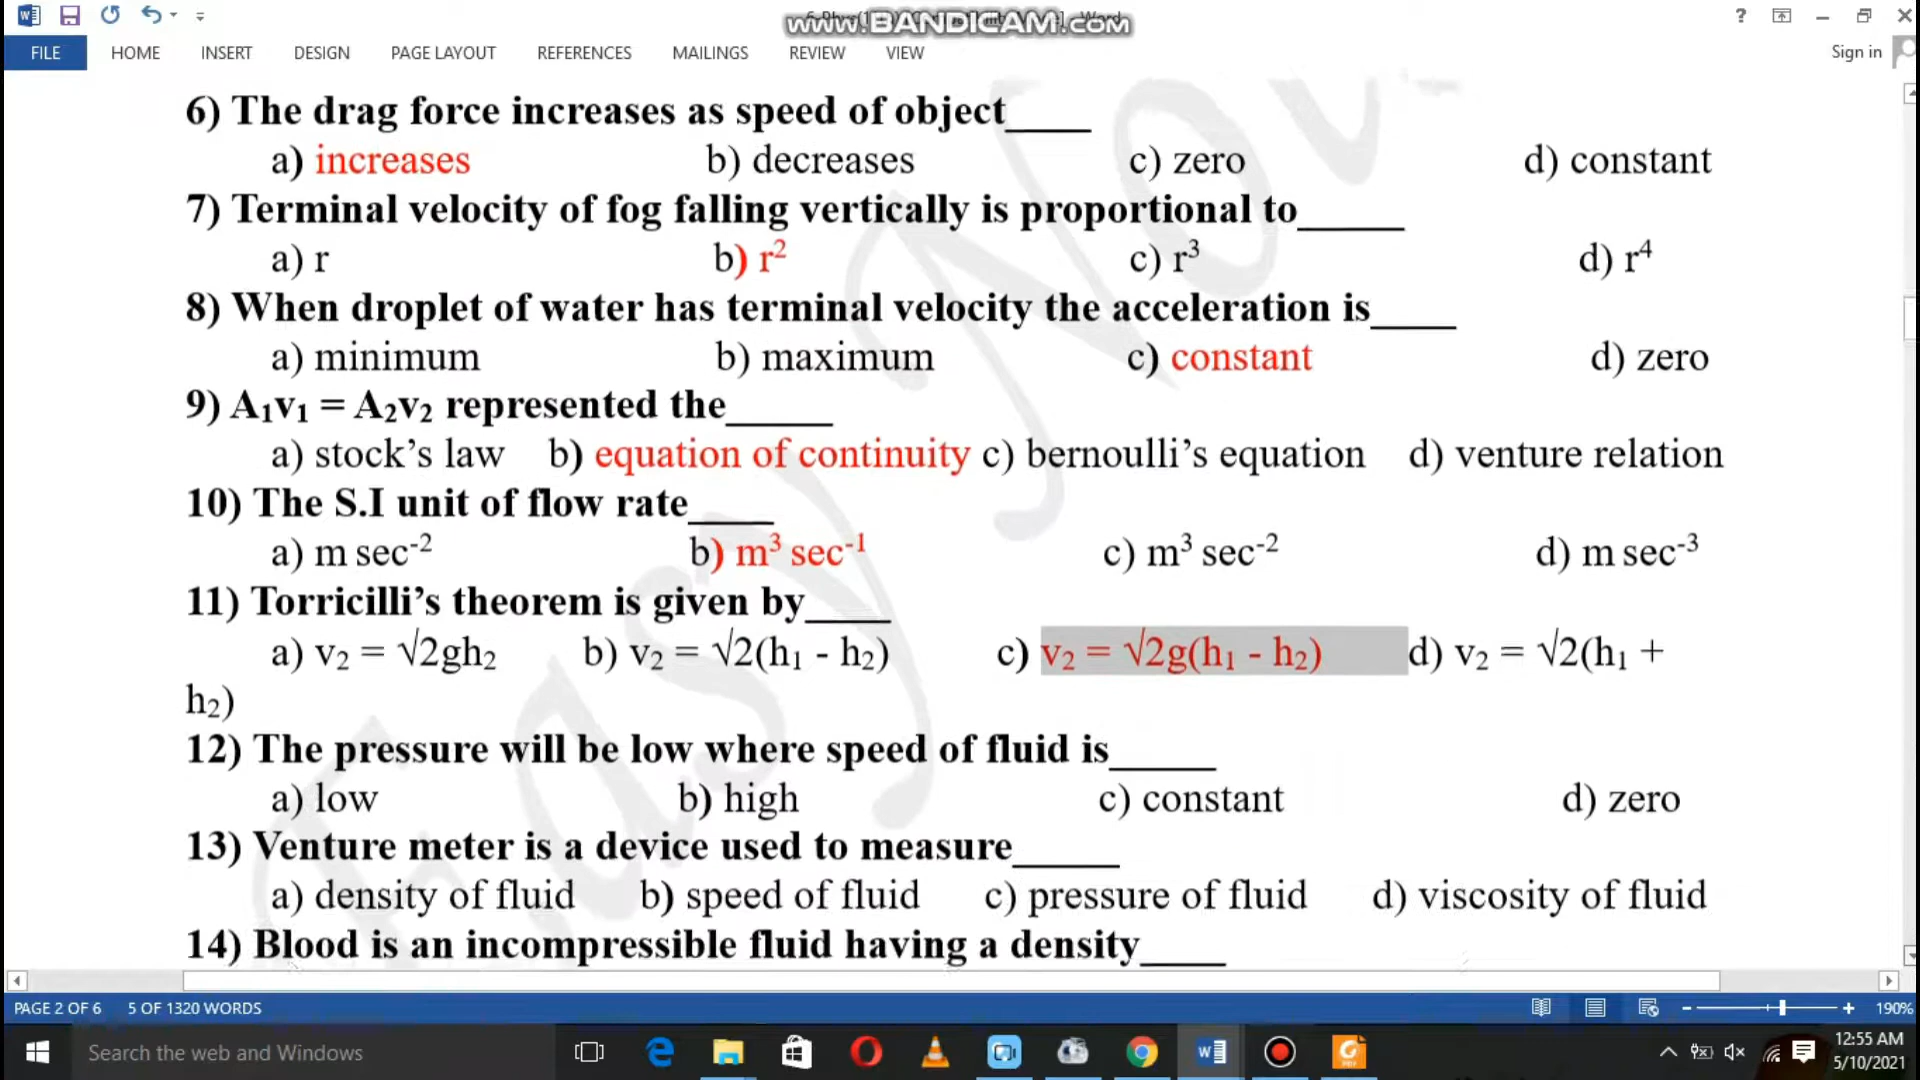 www.BANDICAM.com
FILE HOME INSERT DESIGN PAGE LAYOUT REFERENCES MAILINGS REVIEW VIEW Sign in
6) The drag force increases as speed of object____
a) increases b) decreases c) zero d) constant
7) Terminal velocity of fog falling vertically is proportional to_____
a) r b) r² c) r³ d) r⁴
8) When droplet of water has terminal velocity the acceleration is____
a) minimum b) maximum c) constant d) zero
9) A₁v₁ = A₂v₂ represented the_____
a) stock’s law b) equation of continuity c) bernoulli’s equation d) venture relation
10) The S.I unit of flow rate____
a) m sec⁻² b) m³ sec⁻¹ c) m³ sec⁻² d) m sec⁻³
11) Torricilli’s theorem is given by____
a) v₂ = √2gh₂ b) v₂ = √2(h₁ - h₂) c) v₂ = √2g(h₁ - h₂) d) v₂ = √2(h₁ +
h₂)
12) The pressure will be low where speed of fluid is_____
a) low b) high c) constant d) zero
13) Venture meter is a device used to measure_____
a) density of fluid b) speed of fluid c) pressure of fluid d) viscosity of fluid
14) Blood is an incompressible fluid having a density____
Easy
PAGE 2 OF 6 5 OF 1320 WORDS 190%
Search the web and Windows 12:55 AM
5/10/2021